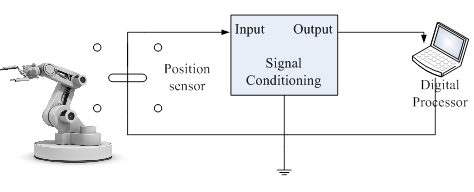 Input Output
Signal
Conditioning
Position
sensor
Digital
Processor